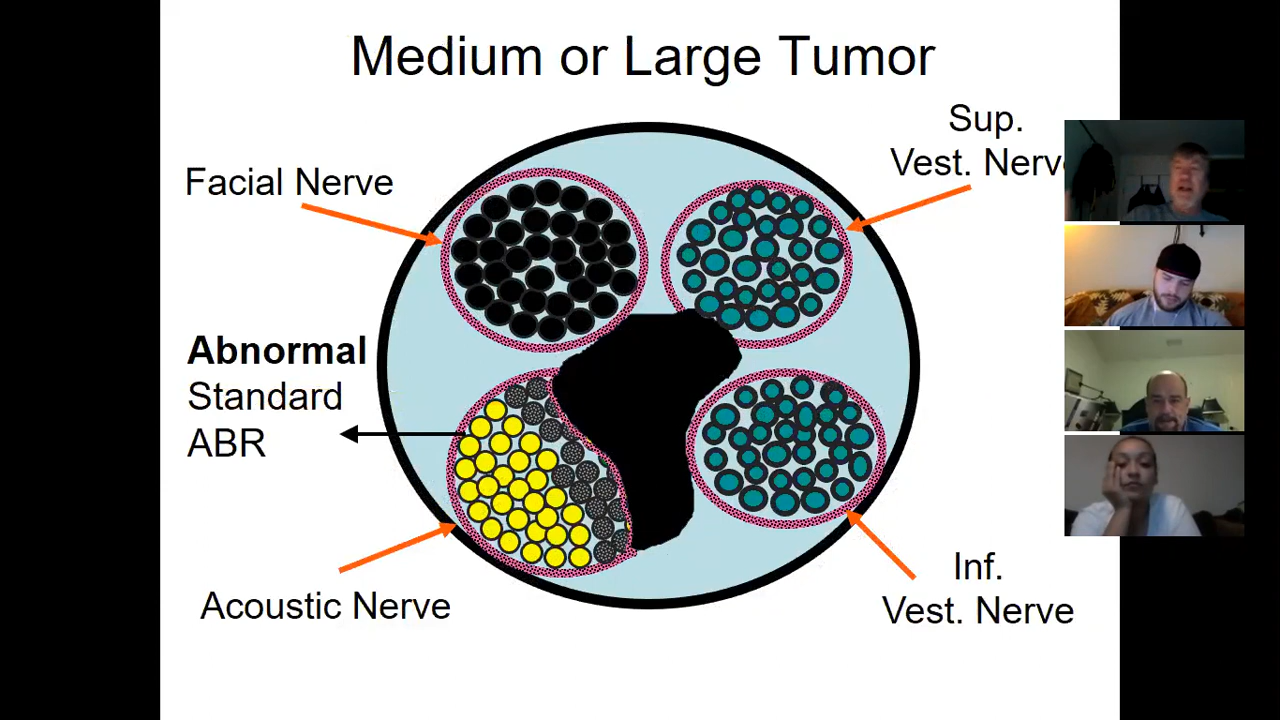 Medium or Large Tumor
Sup.
Vest. Nerve
Facial Nerve
Abnormal
Standard
ABR
Acoustic Nerve
Inf.
Vest. Nerve